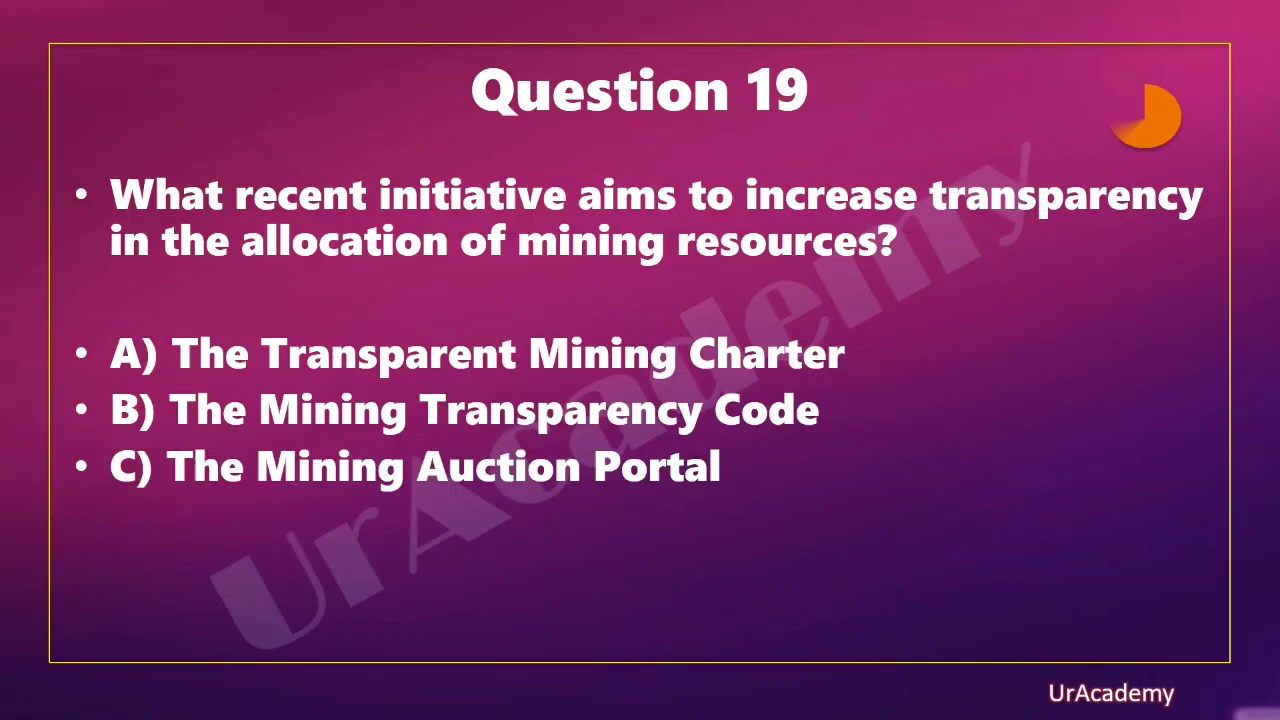 Question 19
• What recent initiative aims to increase transparency
in the allocation of mining resources?
• A) The Transparent Mining Charter
• B) The Mining Transparency Code
• C) The Mining Auction Portal
UrAcademy
UrAcademy